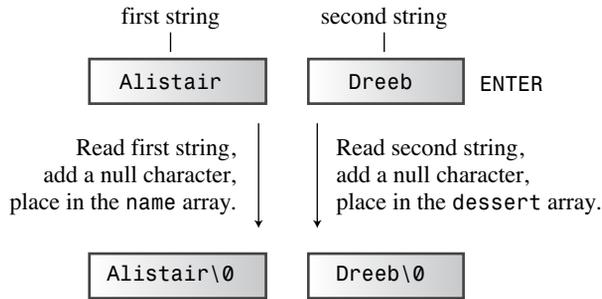 first string
second string
Alistair
Dreeb
ENTER
Read first string,
add a null character,
place in the name array.
Read second string,
add a null character,
place in the dessert array.
Alistair\0
Dreeb\0